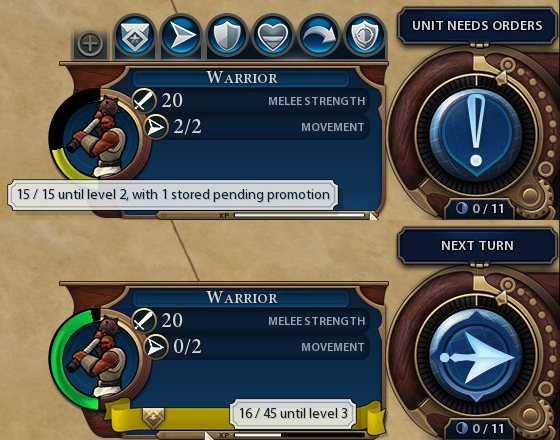 UNIT NEEDS ORDERS
WARRIOR
20 MELEE STRENGTH
2/2 MOVEMENT
15 / 15 until level 2, with 1 stored pending promotion
XP
0 / 11
NEXT TURN
WARRIOR
20 MELEE STRENGTH
0/2 MOVEMENT
16 / 45 until level 3
XP
0 / 11